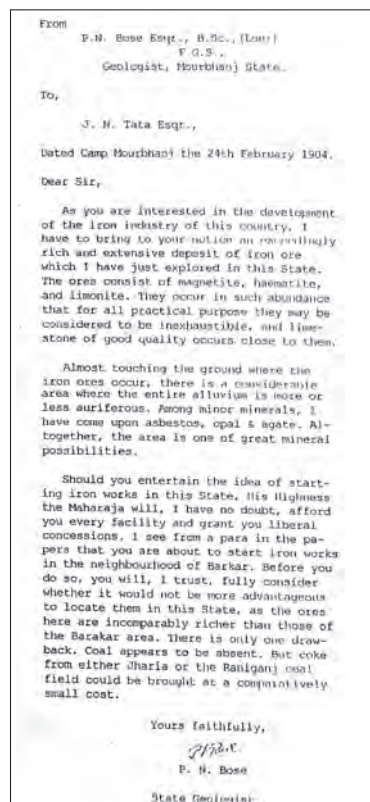 From
P.N. Bose Esqr., B.Sc., (Lon)
F.G.S.,
Geologist, Mourbhanj State.
To,
J. N. Tata Esqr.,
Dated Camp Mourbhanj the 24th February 1904.
Dear Sir,
As you are interested in the development
of the iron industry of this country, I
have to bring to your notice an exceedingly
rich and extensive deposit of iron ore
which I have just explored in this State.
The ores consist of magnetite, haematite,
and limonite. They occur in such abundance
that for all practical purpose they may be
considered to be inexhaustible, and lime-
stone of good quality occurs close to them.
Almost touching the ground where the
iron ores occur, there is a considerable
area where the entire alluvium is more or
less auriferous. Among minor minerals, I
have come upon asbestos, opal & agate. Al-
together, the area is one of great mineral
possibilities.
Should you entertain the idea of start-
ing iron works in this State, His Highness
the Maharaja will, I have no doubt, afford
you every facility and grant you liberal
concessions. I see from a para in the pa-
pers that you are about to start iron works
in the neighbourhood of Barkar. Before you
do so, you will, I trust, fully consider
whether it would not be more advantageous
to locate them in this State, as the ores
here are incomparably richer than those of
the Barakar area. There is only one draw-
back. Coal appears to be absent. But coke
from either Jharia or the Raniganj coal
field could be brought at a comparatively
small cost.
Yours faithfully,
P. N. Bose
State Geologist